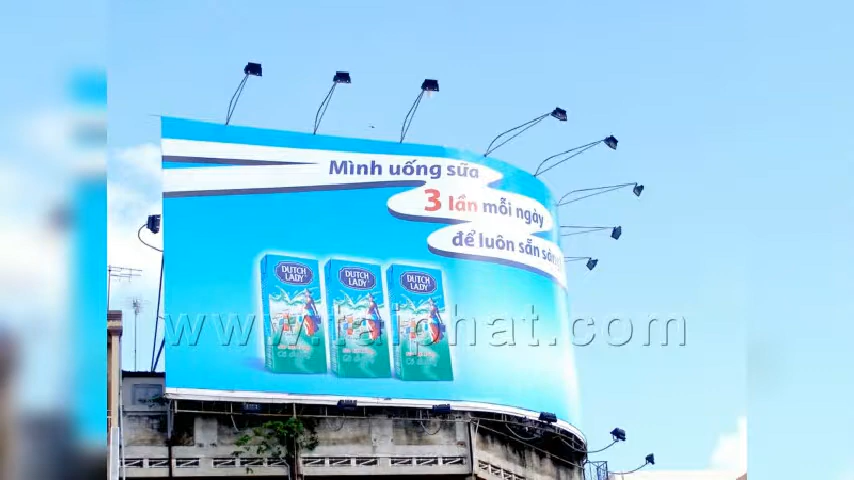 Mình uống sữa
3 lần mỗi ngày
để luôn sẵn sàng
DUTCH LADY
DUTCH LADY
DUTCH LADY
www.taiphat.com